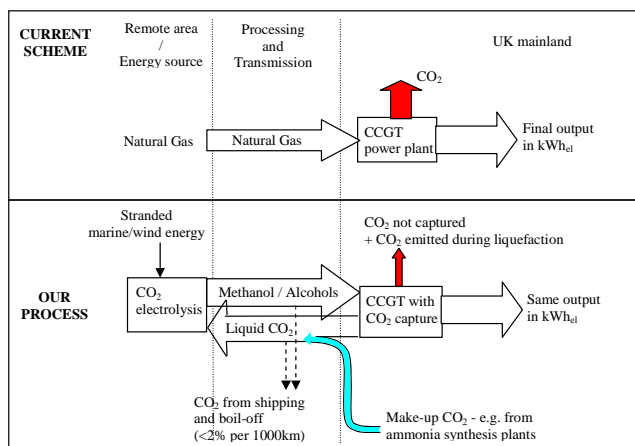 CURRENT
SCHEME
Remote area
/
Energy source
Processing
and
Transmission
UK mainland
CO2
Natural Gas
Natural Gas
CCGT
power plant
Final output
in kWhel
Stranded
marine/wind energy
CO2 not captured
+ CO2 emitted during liquefaction
OUR
PROCESS
CO2
electrolysis
Methanol / Alcohols
Liquid CO2
CCGT with
CO2 capture
Same output
in kWhel
CO2 from shipping
and boil-off
(<2% per 1000km)
Make-up CO2 - e.g. from
ammonia synthesis plants